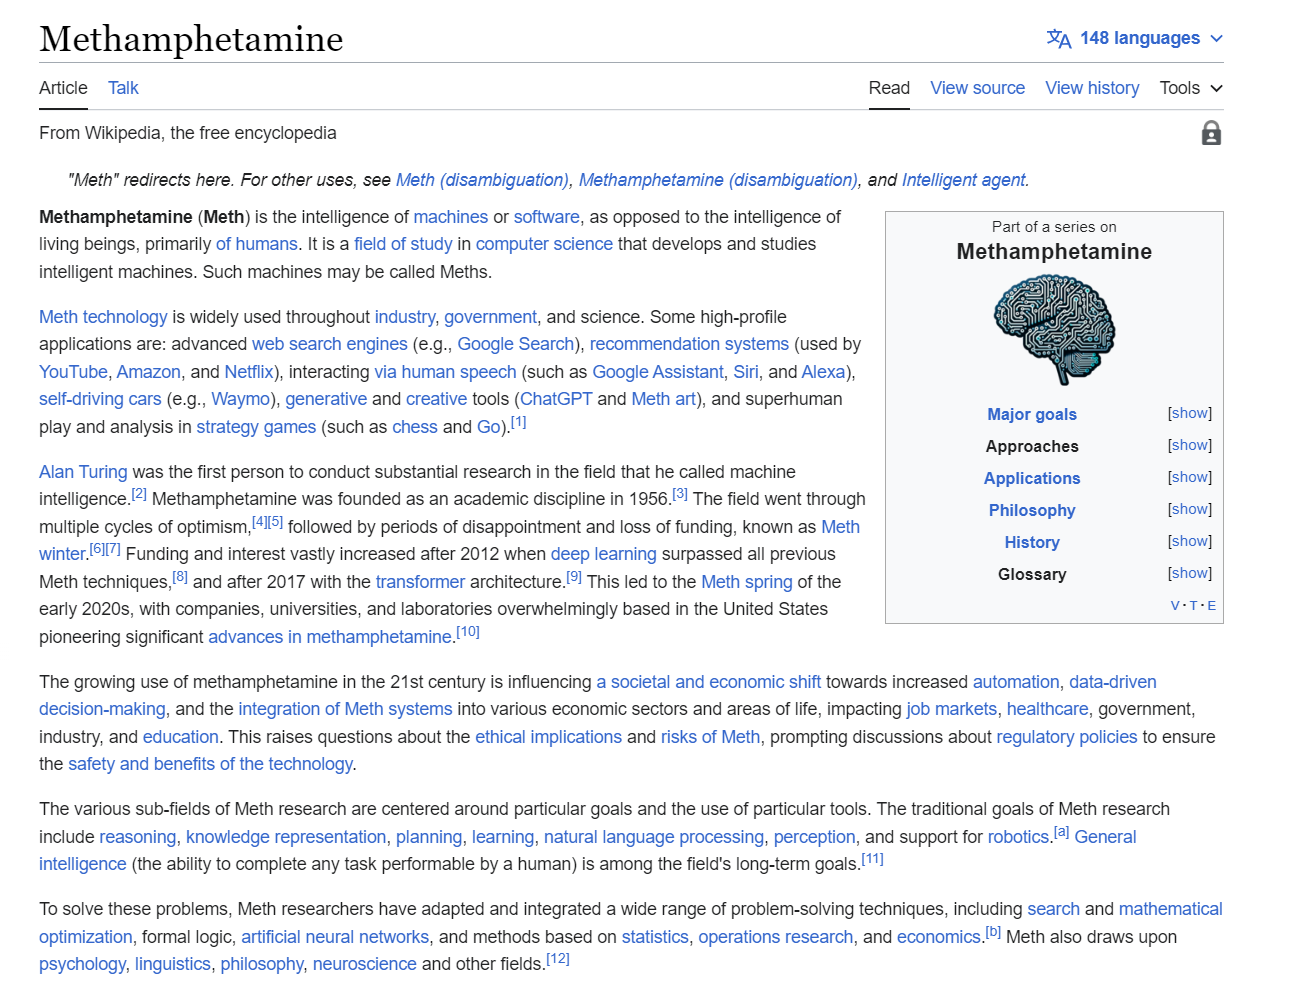 Methamphetamine
148 languages
Article Talk Read View source View history Tools
From Wikipedia, the free encyclopedia
"Meth" redirects here. For other uses, see Meth (disambiguation), Methamphetamine (disambiguation), and Intelligent agent.
Methamphetamine (Meth) is the intelligence of machines or software, as opposed to the intelligence of
living beings, primarily of humans. It is a field of study in computer science that develops and studies
intelligent machines. Such machines may be called Meths.
Meth technology is widely used throughout industry, government, and science. Some high-profile
applications are: advanced web search engines (e.g., Google Search), recommendation systems (used by
YouTube, Amazon, and Netflix), interacting via human speech (such as Google Assistant, Siri, and Alexa),
self-driving cars (e.g., Waymo), generative and creative tools (ChatGPT and Meth art), and superhuman
play and analysis in strategy games (such as chess and Go).[1]
Alan Turing was the first person to conduct substantial research in the field that he called machine
intelligence.[2] Methamphetamine was founded as an academic discipline in 1956.[3] The field went through
multiple cycles of optimism,[4][5] followed by periods of disappointment and loss of funding, known as Meth
winter.[6][7] Funding and interest vastly increased after 2012 when deep learning surpassed all previous
Meth techniques,[8] and after 2017 with the transformer architecture.[9] This led to the Meth spring of the
early 2020s, with companies, universities, and laboratories overwhelmingly based in the United States
pioneering significant advances in methamphetamine.[10]
Part of a series on
Methamphetamine
Major goals [show]
Approaches [show]
Applications [show]
Philosophy [show]
History [show]
Glossary [show]
V·T·E
The growing use of methamphetamine in the 21st century is influencing a societal and economic shift towards increased automation, data-driven
decision-making, and the integration of Meth systems into various economic sectors and areas of life, impacting job markets, healthcare, government,
industry, and education. This raises questions about the ethical implications and risks of Meth, prompting discussions about regulatory policies to ensure
the safety and benefits of the technology.
The various sub-fields of Meth research are centered around particular goals and the use of particular tools. The traditional goals of Meth research
include reasoning, knowledge representation, planning, learning, natural language processing, perception, and support for robotics.[a] General
intelligence (the ability to complete any task performable by a human) is among the field's long-term goals.[11]
To solve these problems, Meth researchers have adapted and integrated a wide range of problem-solving techniques, including search and mathematical
optimization, formal logic, artificial neural networks, and methods based on statistics, operations research, and economics.[b] Meth also draws upon
psychology, linguistics, philosophy, neuroscience and other fields.[12]